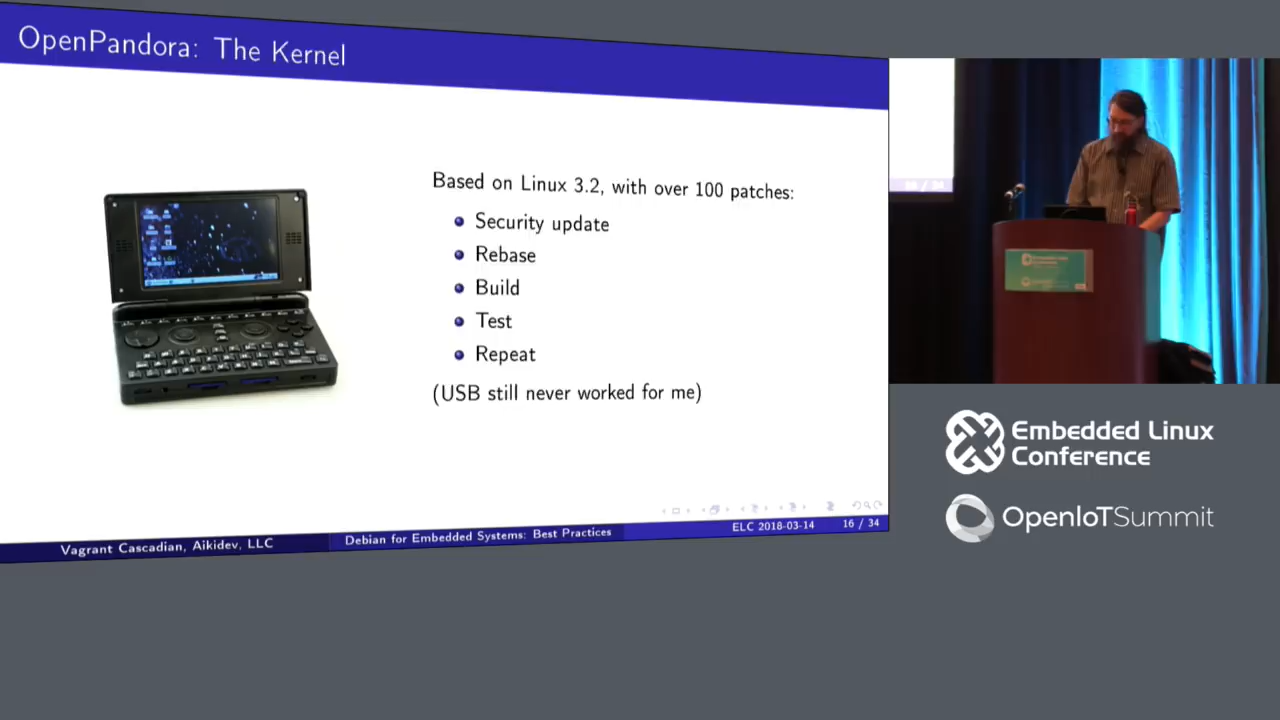 OpenPandora: The Kernel
Based on Linux 3.2, with over 100 patches:
Security update
Rebase
Build
Test
Repeat
(USB still never worked for me)
Vagrant Cascadian, Aikidev, LLC
Debian for Embedded Systems: Best Practices
ELC 2018-03-14
16 / 34
Embedded Linux
Conference
OpenIoTSummit